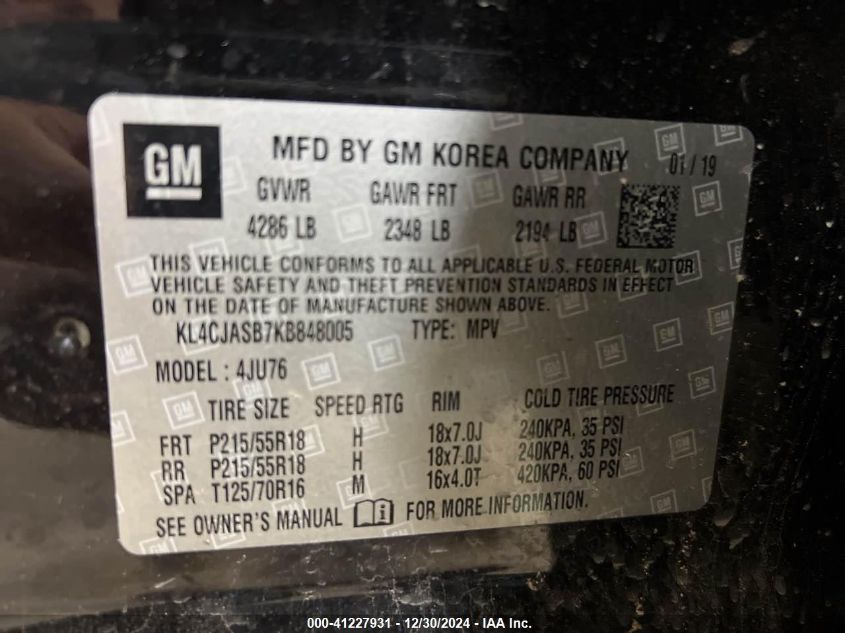 GM
MFD BY GM KOREA COMPANY 01/19
GVWR GAWR FRT GAWR RR
4286 LB 2348 LB 2194 LB
THIS VEHICLE CONFORMS TO ALL APPLICABLE U.S. FEDERAL MOTOR
VEHICLE SAFETY AND THEFT PREVENTION STANDARDS IN EFFECT
ON THE DATE OF MANUFACTURE SHOWN ABOVE.
KL4CJASB7KB848005 TYPE: MPV
MODEL : 4JU76
TIRE SIZE SPEED RTG RIM COLD TIRE PRESSURE
FRT P215/55R18 H 18x7.0J 240KPA, 35 PSI
RR P215/55R18 H 18x7.0J 240KPA, 35 PSI
SPA T125/70R16 M 16x4.0T 420KPA, 60 PSI
SEE OWNER'S MANUAL i FOR MORE INFORMATION.
000-41227931 - 12/30/2024 - IAA Inc.